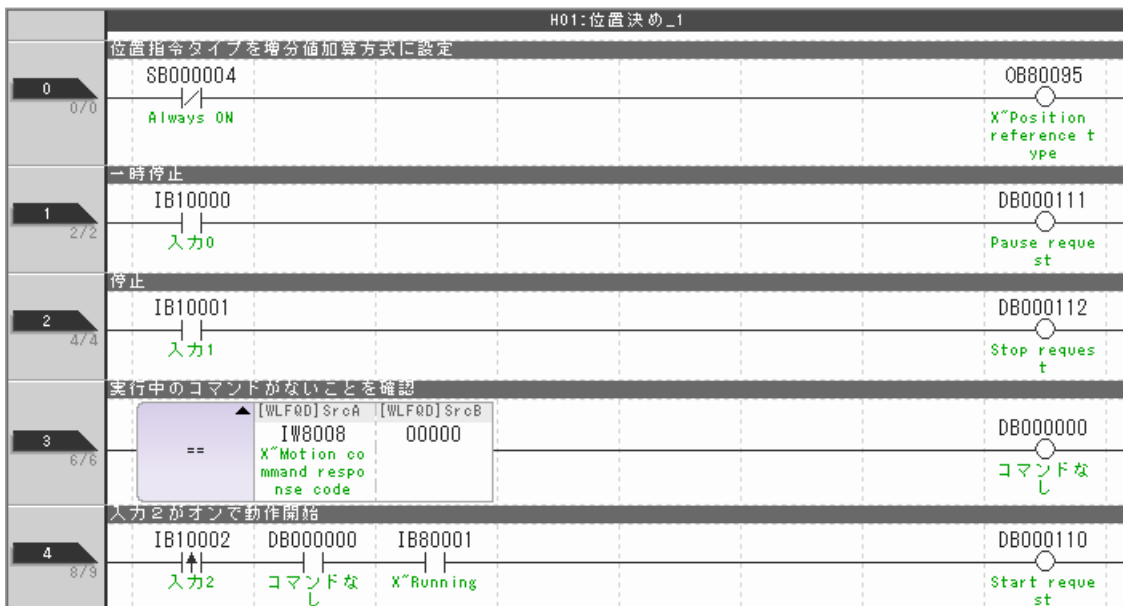 H01:位置決め_1
位置指令タイプを増分値加算方式に設定
0
0/0
SB000004
Always ON
OB80095
X~Position
reference t
ype
一時停止
1
2/2
IB10000
入力0
DB000111
Pause reque
st
停止
2
4/4
IB10001
入力1
DB000112
Stop reques
t
実行中のコマンドがないことを確認
3
6/6
==
[WLFQD]SrcA [WLFQD]SrcB
IW8008 00000
X~Motion co
mmand respo
nse code
DB000000
コマンドな
し
入力2がオンで動作開始
4
8/9
IB10002 DB000000 IB80001 DB000110
入力2 コマンドな X~Running Start reque
し st